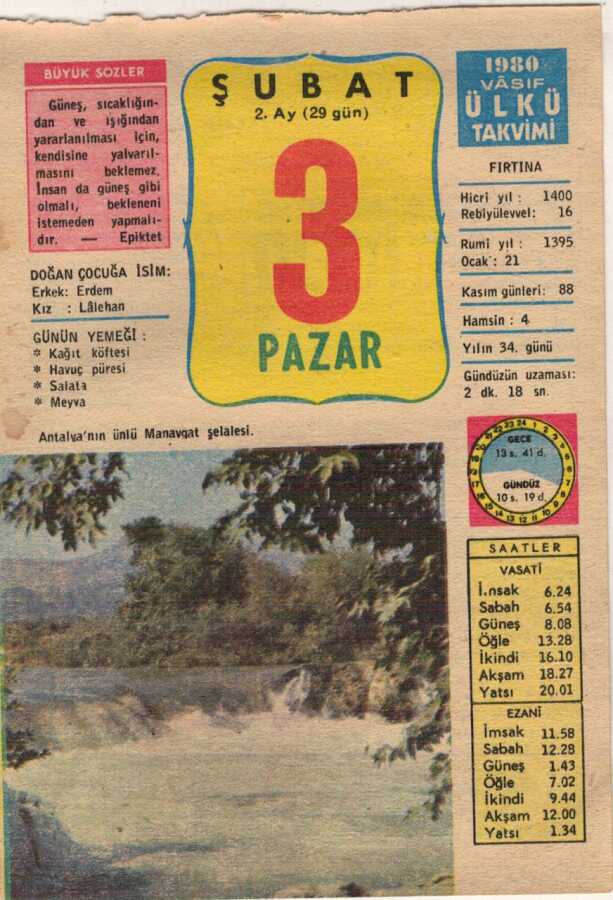 BÜYÜK SÖZLER
Güneş, sıcaklığın-
dan ve ışığından
yararlanılması için,
kendisine yalvarıl-
masını beklemez.
İnsan da güneş gibi
olmalı, bekleneni
istemeden yapmalı-
dır. — Epiktet
DOĞAN ÇOCUĞA İSİM:
Erkek: Erdem
Kız : Lâlehan
GÜNÜN YEMEĞİ :
* Kağıt köftesi
* Havuç püresi
* Salata
* Meyva
ŞUBAT
2. Ay (29 gün)
3
PAZAR
1980
VÂSIF
ÜLKÜ
TAKVİMİ
FIRTINA
Hicri yıl : 1400
Rebiyülevvel: 16
Rumi yıl : 1395
Ocak : 21
Kasım günleri: 88
Hamsin : 4
Yılın 34. günü
Gündüzün uzaması:
2 dk. 18 sn.
GECE
13 s. 41 d.
GÜNDÜZ
10 s. 19 d.
SAATLER
VASATİ
İ.nsak 6.24
Sabah 6.54
Güneş 8.08
Öğle 13.28
İkindi 16.10
Akşam 18.27
Yatsı 20.01
EZANİ
İmsak 11.58
Sabah 12.28
Güneş 1.43
Öğle 7.02
İkindi 9.44
Akşam 12.00
Yatsı 1.34
Antalya'nın ünlü Manavgat şelalesi.